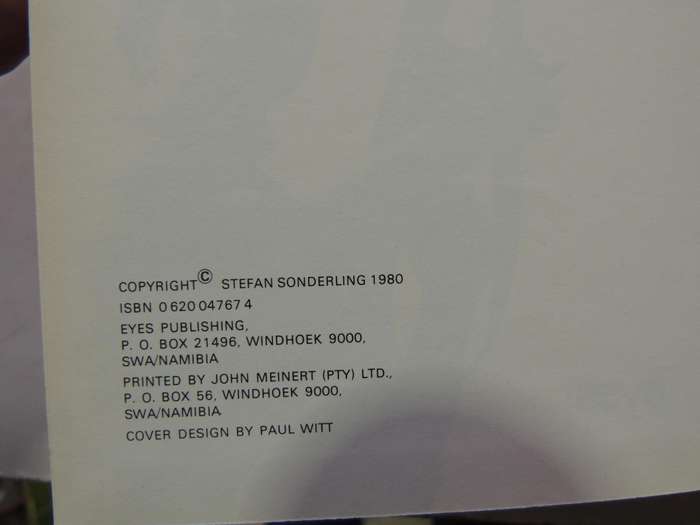 COPYRIGHT© STEFAN SONDERLING 1980
ISBN 0 620 04767 4
EYES PUBLISHING,
P. O. BOX 21496, WINDHOEK 9000,
SWA/NAMIBIA
PRINTED BY JOHN MEINERT (PTY) LTD.,
P. O. BOX 56, WINDHOEK 9000,
SWA/NAMIBIA
COVER DESIGN BY PAUL WITT